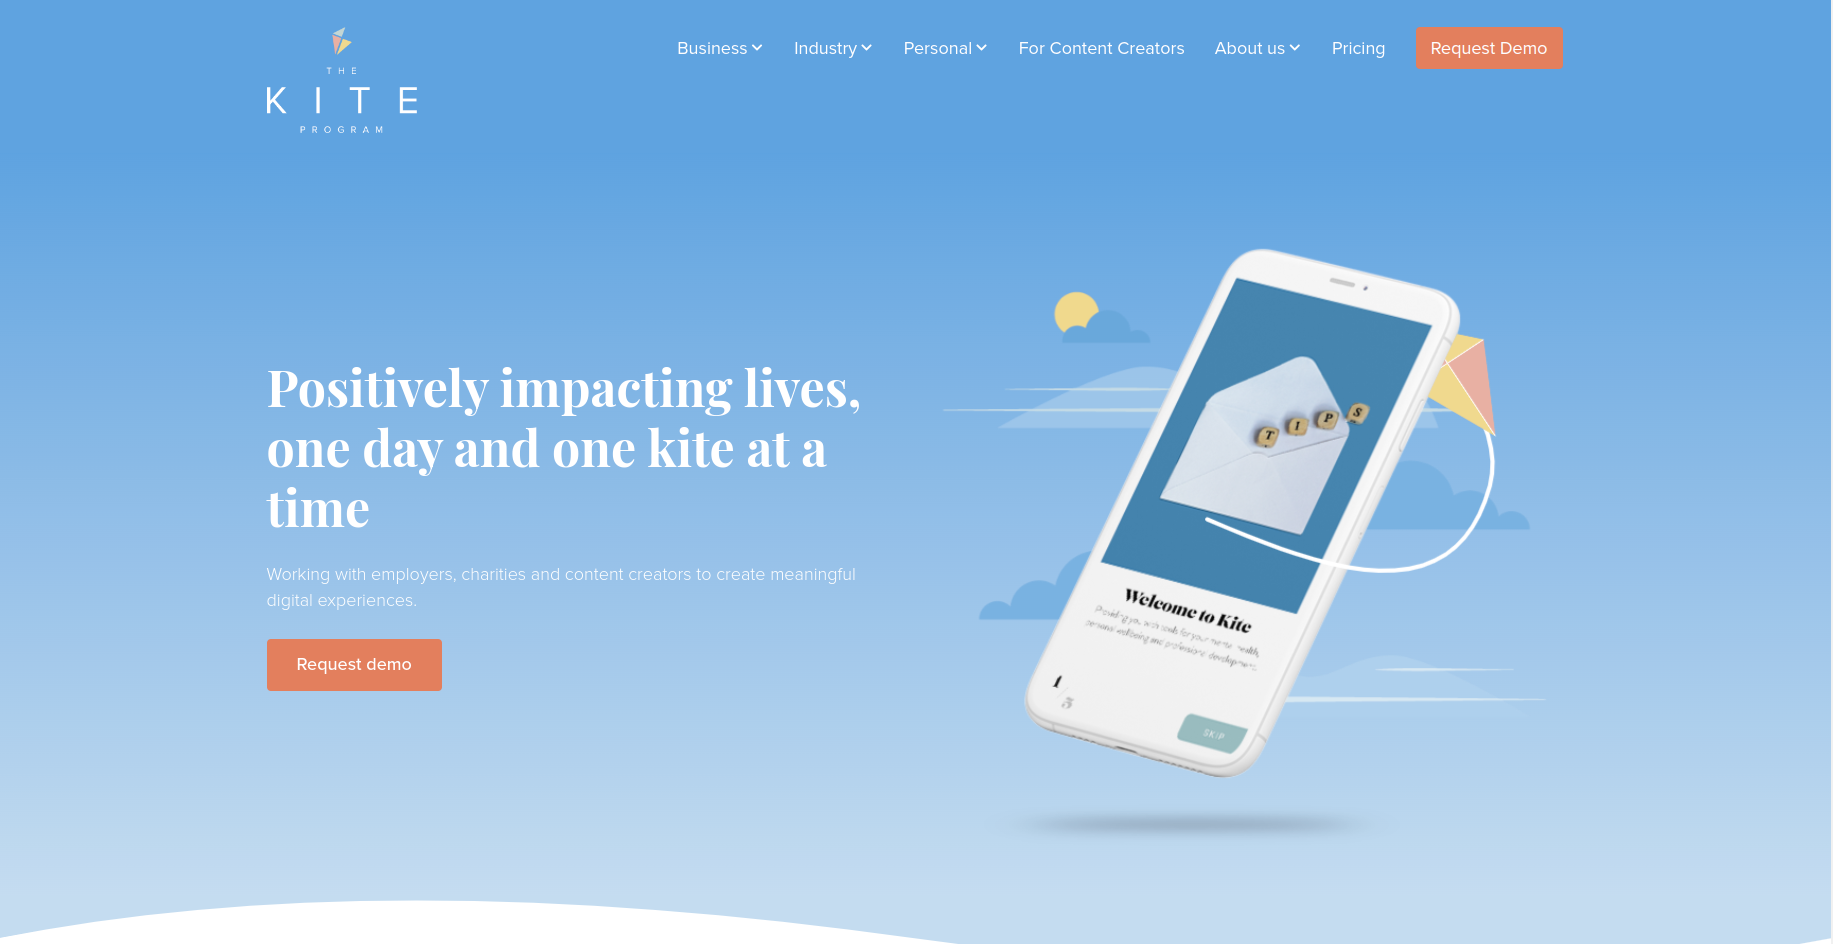 THE
KITE
PROGRAM
Business
Industry
Personal
For Content Creators
About us
Pricing
Request Demo
Positively impacting lives,
one day and one kite at a
time
Working with employers, charities and content creators to create meaningful
digital experiences.
Request demo
TIPS
Welcome to Kite
Providing you with tools for your mental health,
personal wellbeing and professional development.
1
5
SKIP